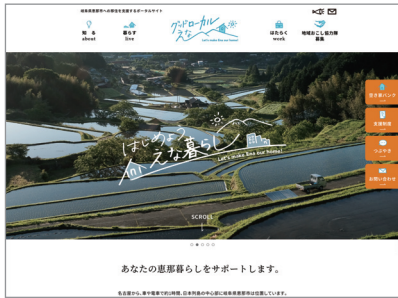 岐阜県恵那市への移住を支援するポータルサイト
知る
about
暮らす
live
グッドローカル
えな
Let's make Ena our home!
はたらく
work
地域おこし協力隊
募集
空き家バンク
支援制度
つぶやき
お問い合わせ
はじめよう
えな暮らし
Let's make Ena our home!
SCROLL
あなたの恵那暮らしをサポートします。
名古屋から、車や電車で約1時間、日本列島の中心部に岐阜県恵那市は位置しています。